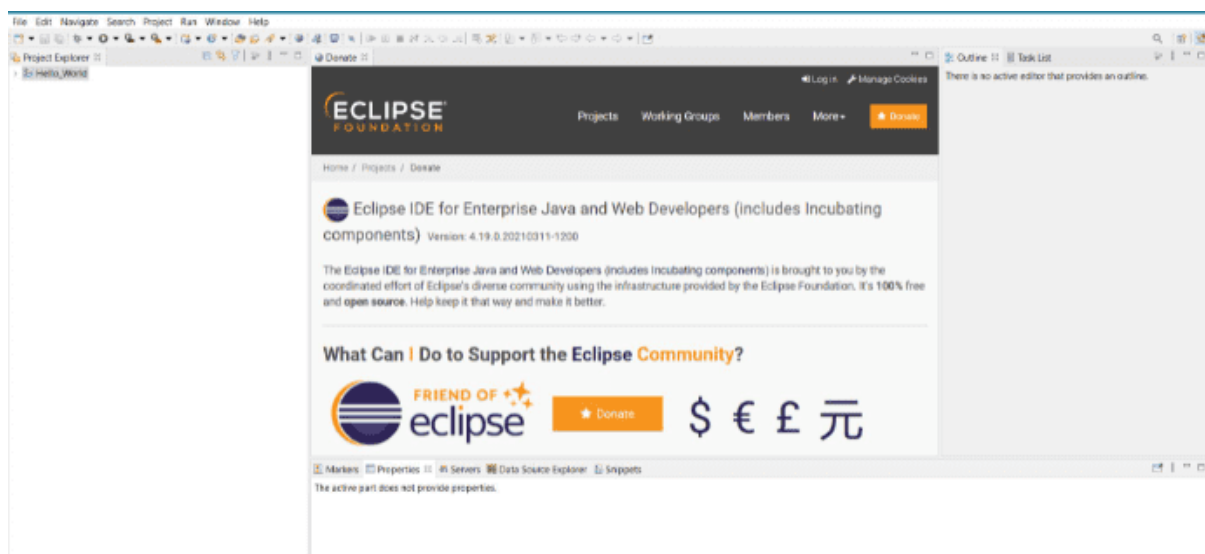 File Edit Navigate Search Project Run Window Help
Project Explorer
Hello_World
Donate
Log in Manage Cookies
ECLIPSE
FOUNDATION
Projects Working Groups Members More Donate
Home / Projects / Donate
Eclipse IDE for Enterprise Java and Web Developers (includes Incubating
components) Version: 4.19.0.20210311-1200
The Eclipse IDE for Enterprise Java and Web Developers (includes Incubating components) is brought to you by the
coordinated effort of Eclipse's diverse community using the infrastructure provided by the Eclipse Foundation. It's 100% free
and open source. Help keep it that way and make it better.
What Can I Do to Support the Eclipse Community?
FRIEND OF
eclipse
Donate
$ € £ 元
Outline Task List
There is no active editor that provides an outline.
Markers Properties Servers Data Source Explorer Snippets
The active part does not provide properties.